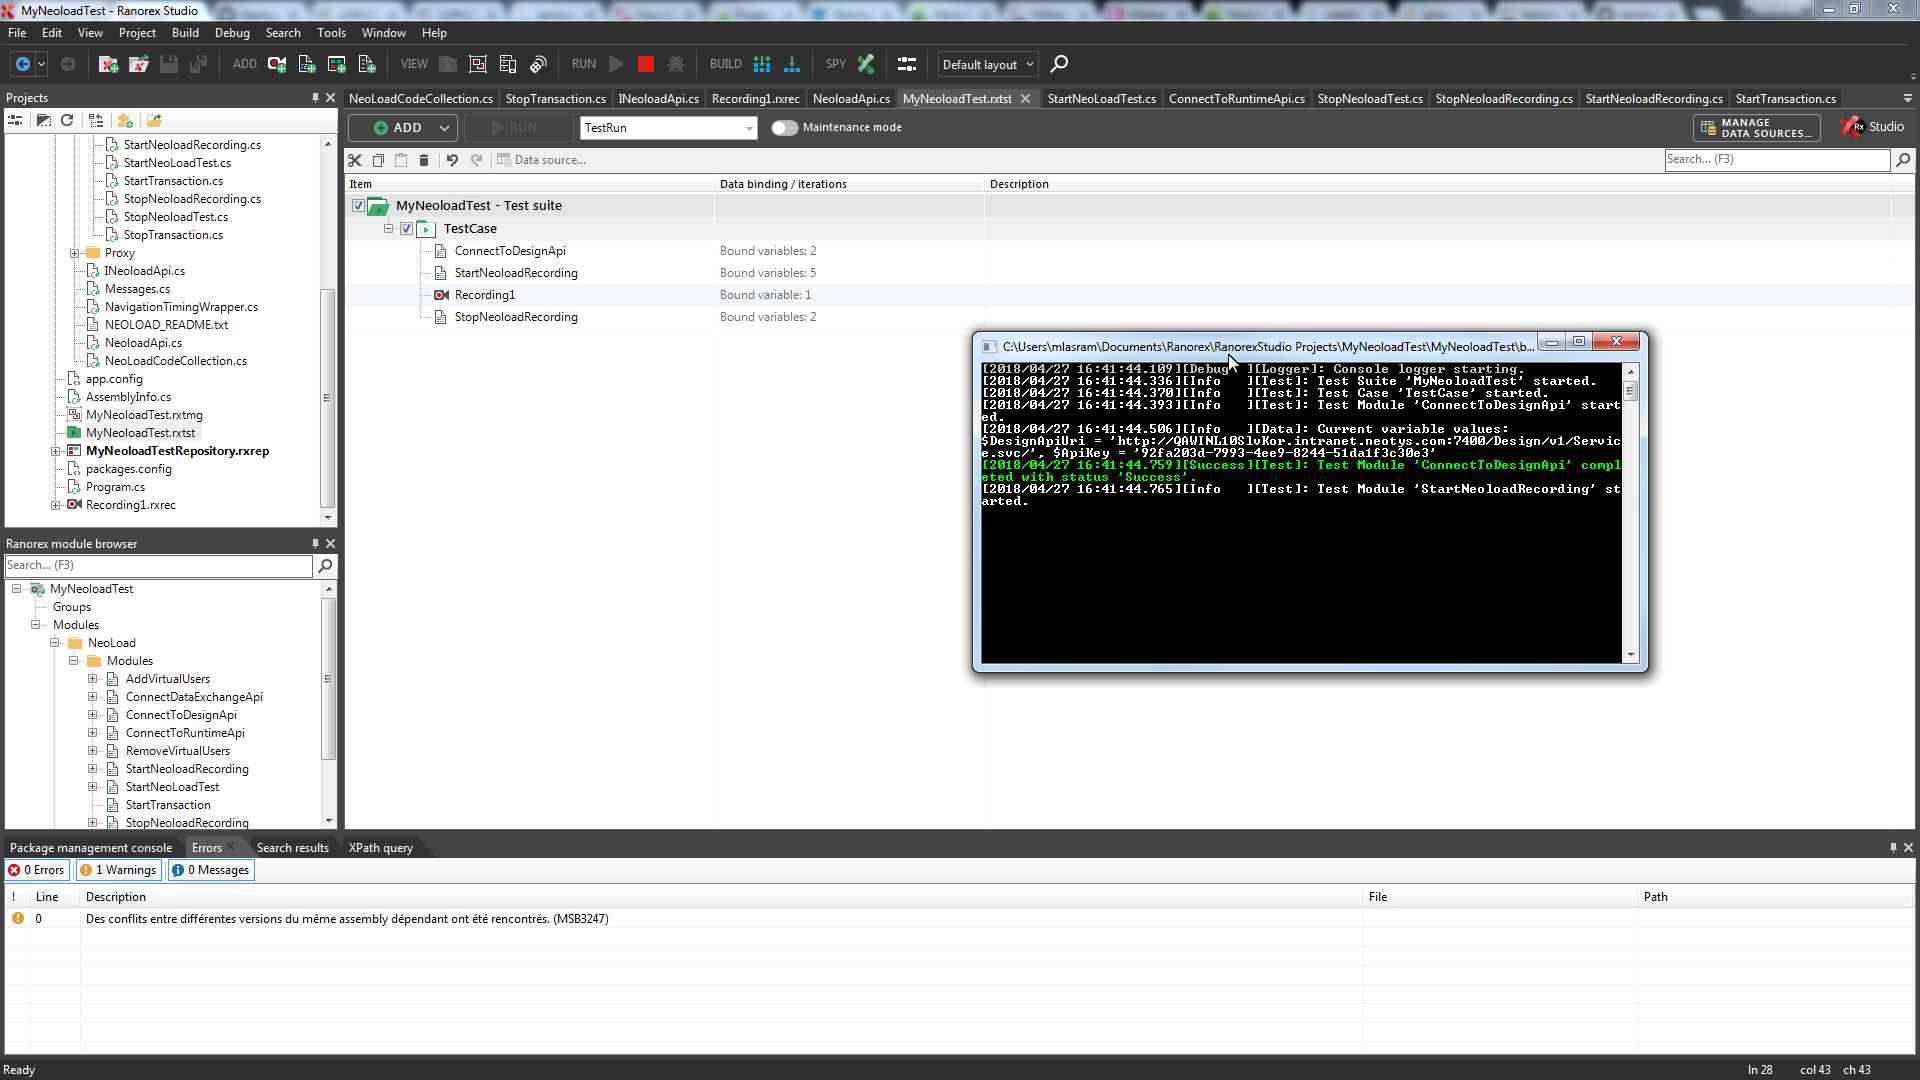 MyNeoloadTest - Ranorex Studio
File Edit View Project Build Debug Search Tools Window Help
ADD VIEW RUN BUILD SPY Default layout
Projects
StartNeoloadRecording.cs
StartNeoLoadTest.cs
StartTransaction.cs
StopNeoloadRecording.cs
StopNeoloadTest.cs
StopTransaction.cs
Proxy
INeoloadApi.cs
Messages.cs
NavigationTimingWrapper.cs
NEOLOAD_README.txt
NeoloadApi.cs
NeoLoadCodeCollection.cs
app.config
AssemblyInfo.cs
MyNeoloadTest.rxtmg
MyNeoloadTest.rxtst
MyNeoloadTestRepository.rxrep
packages.config
Program.cs
Recording1.rxrec
Ranorex module browser
Search... (F3)
MyNeoloadTest
Groups
Modules
NeoLoad
Modules
AddVirtualUsers
ConnectDataExchangeApi
ConnectToDesignApi
ConnectToRuntimeApi
RemoveVirtualUsers
StartNeoloadRecording
StartNeoLoadTest
StartTransaction
StopNeoloadRecording
NeoLoadCodeCollection.cs StopTransaction.cs INeoloadApi.cs Recording1.rxrec NeoloadApi.cs MyNeoloadTest.rxtst StartNeoLoadTest.cs ConnectToRuntimeApi.cs StopNeoloadTest.cs StopNeoloadRecording.cs StartNeoloadRecording.cs StartTransaction.cs
ADD RUN TestRun Maintenance mode MANAGE
DATA SOURCES... Rx Studio
Data source... Search... (F3)
Item Data binding / iterations Description
MyNeoloadTest - Test suite
TestCase
ConnectToDesignApi Bound variables: 2
StartNeoloadRecording Bound variables: 5
Recording1 Bound variable: 1
StopNeoloadRecording Bound variables: 2
C:\Users\mlasram\Documents\Ranorex\RanorexStudio Projects\MyNeoloadTest\MyNeoloadTest\b...
[2018/04/27 16:41:44.109][Debug ][Logger]: Console logger starting.
[2018/04/27 16:41:44.336][Info ][Test]: Test Suite 'MyNeoloadTest' started.
[2018/04/27 16:41:44.370][Info ][Test]: Test Case 'TestCase' started.
[2018/04/27 16:41:44.393][Info ][Test]: Test Module 'ConnectToDesignApi' start
ed.
[2018/04/27 16:41:44.506][Info ][Data]: Current variable values:
$DesignApiUri = 'http://QAWINL10SlvKor.intranet.neotys.com:7400/Design/v1/Servic
e.svc/', $ApiKey = '92fa203d-7993-4ee9-8244-51da1f3c30e3'
[2018/04/27 16:41:44.759][Success][Test]: Test Module 'ConnectToDesignApi' compl
eted with status 'Success'.
[2018/04/27 16:41:44.765][Info ][Test]: Test Module 'StartNeoloadRecording' st
arted.
Package management console Errors Search results XPath query
0 Errors 1 Warnings 0 Messages
! Line Description File Path
0 Des conflits entre différentes versions du même assembly dépendant ont été rencontrés. (MSB3247)
Ready ln 28 col 43 ch 43